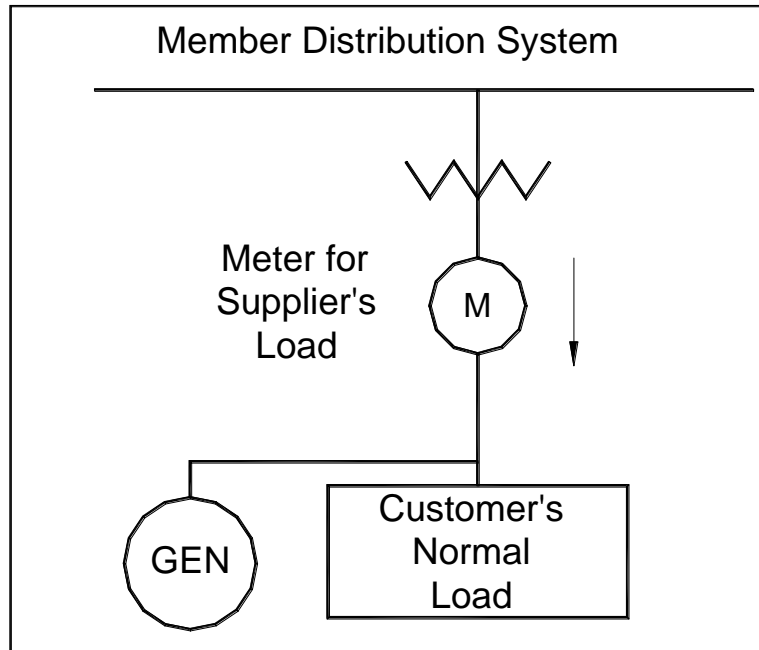 Member Distribution System
Meter for
Supplier's
Load
M
GEN
Customer's
Normal
Load